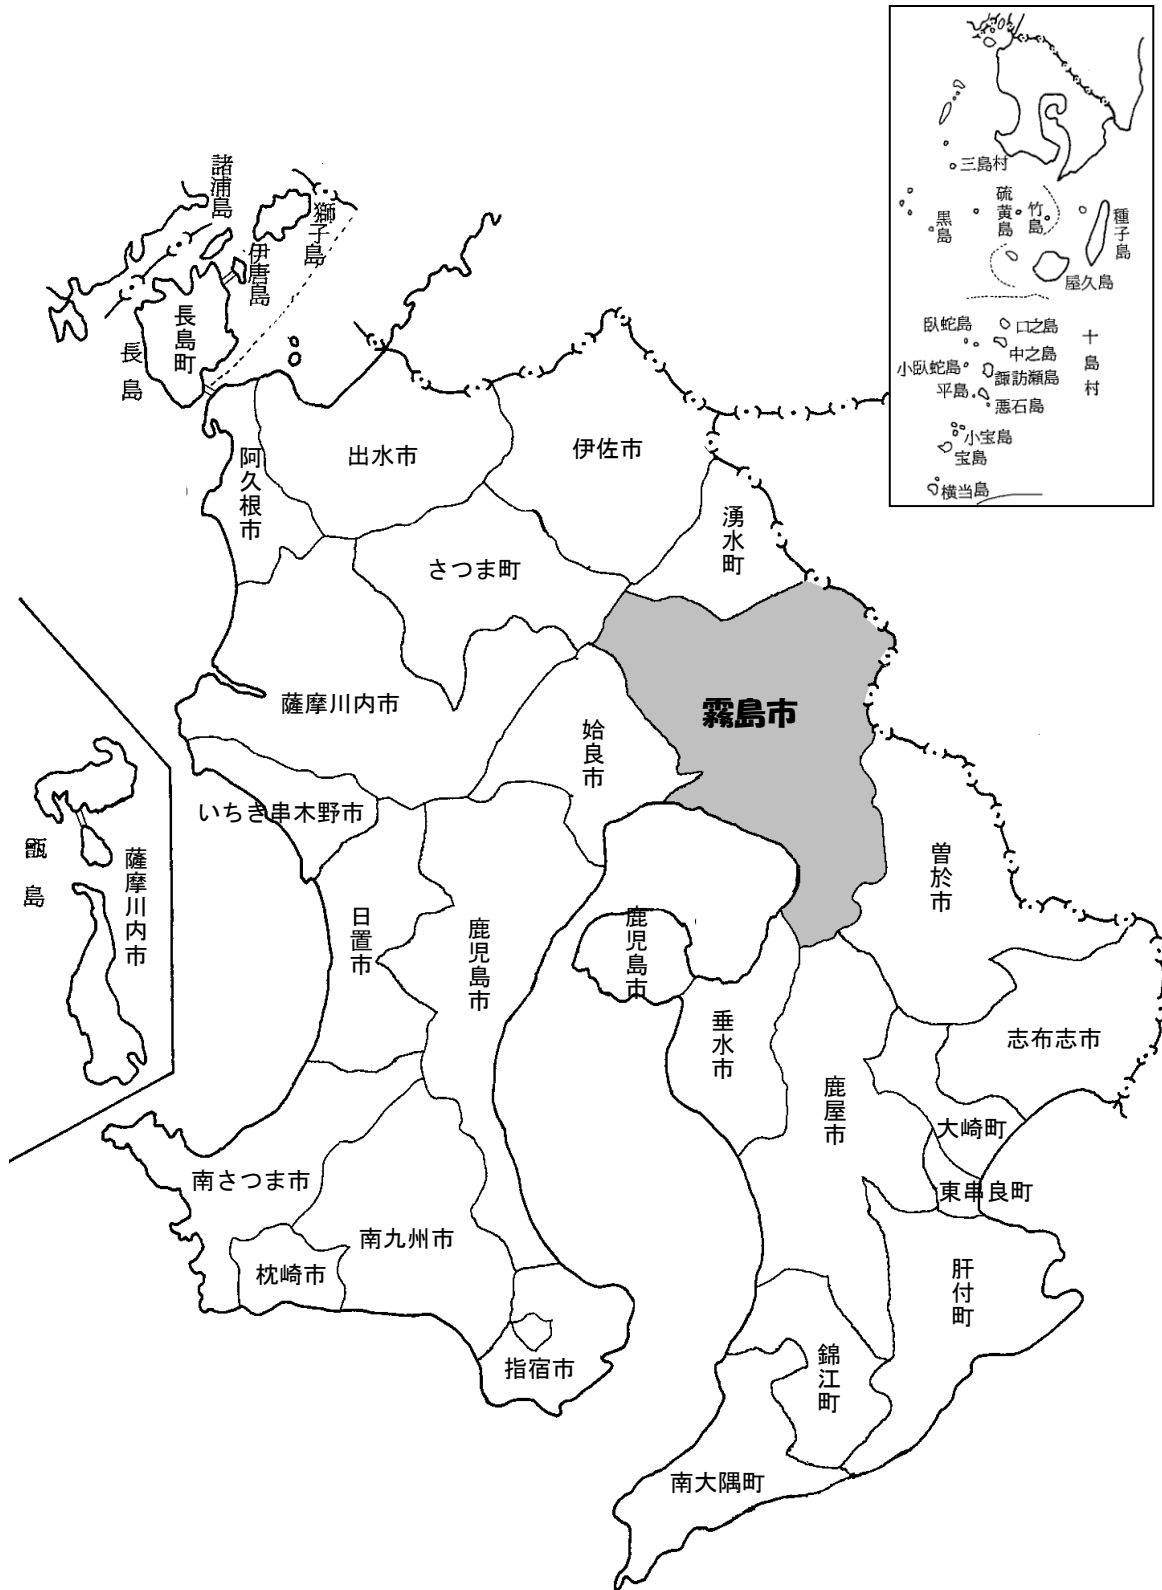 三島村
硫黄島
竹島
黒島
種子島
屋久島
臥蛇島
口之島
中之島
小臥蛇島
諏訪瀬島
平島
悪石島
十島村
小宝島
宝島
横当島
諸浦島
獅子島
伊唐島
長島町
長島
阿久根市
出水市
伊佐市
湧水町
さつま町
薩摩川内市
霧島市
姶良市
いちき串木野市
甑島
薩摩川内市
日置市
鹿児島市
鹿児島市
曽於市
垂水市
志布志市
鹿屋市
大崎町
東串良町
南さつま市
南九州市
枕崎市
肝付町
指宿市
錦江町
南大隅町